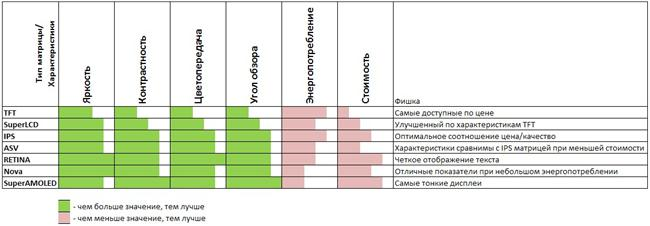 Тип матрицы/
Характеристики
Яркость
Контрастность
Цветопередача
Угол обзора
Энергопотребление
Стоимость
Фишка
TFT Самые доступные по цене
SuperLCD Улучшенный по характеристикам TFT
IPS Оптимальное соотношение цена/качество
ASV Характеристики сравнимы с IPS матрицей при меньшей стоимости
RETINA Четкое отображение текста
Nova Отличные показатели при небольшом энергопотреблении
SuperAMOLED Самые тонкие дисплеи
- чем больше значение, тем лучше
- чем меньше значение, тем лучше